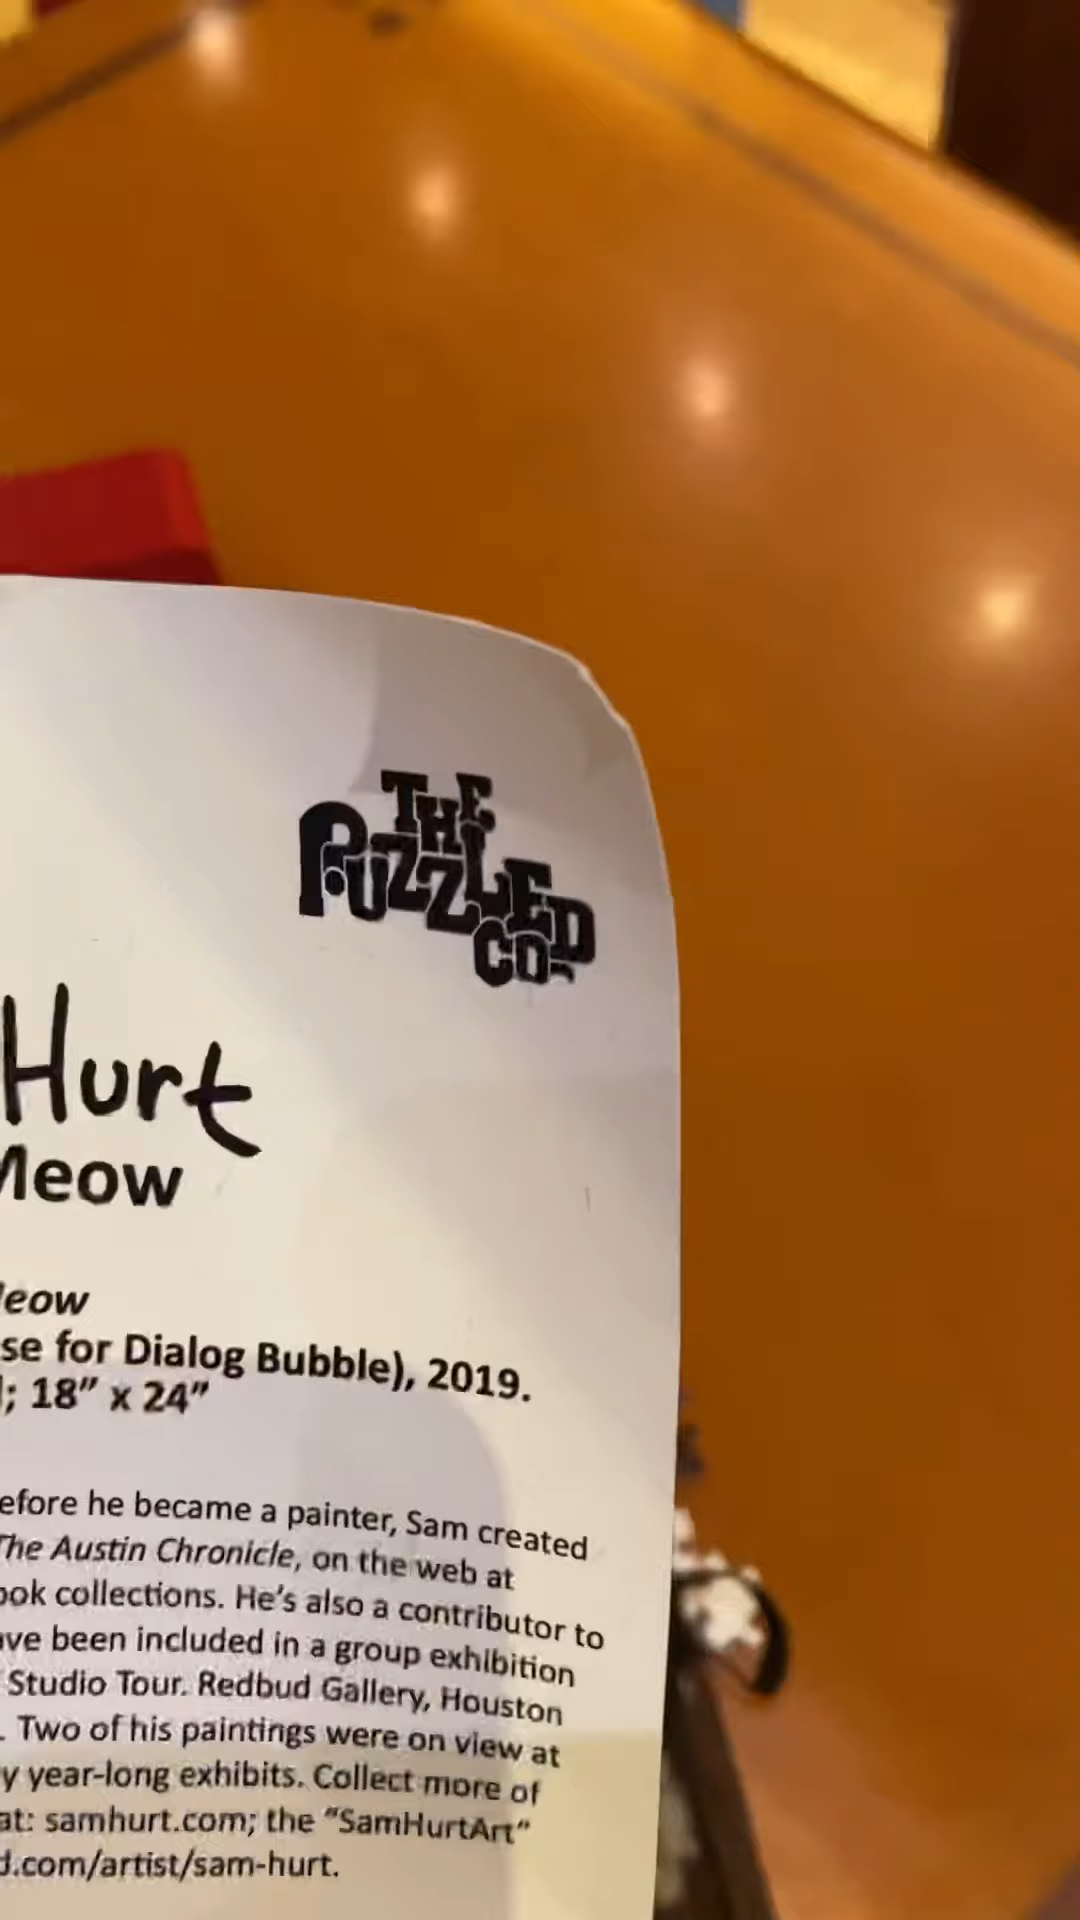 THE
PUZZLED
CO.
Hurt
Meow
Meow
se for Dialog Bubble), 2019.
; 18” x 24”
efore he became a painter, Sam created
The Austin Chronicle, on the web at
ook collections. He’s also a contributor to
ave been included in a group exhibition
Studio Tour. Redbud Gallery, Houston
. Two of his paintings were on view at
y year-long exhibits. Collect more of
at: samhurt.com; the “SamHurtArt”
d.com/artist/sam-hurt.